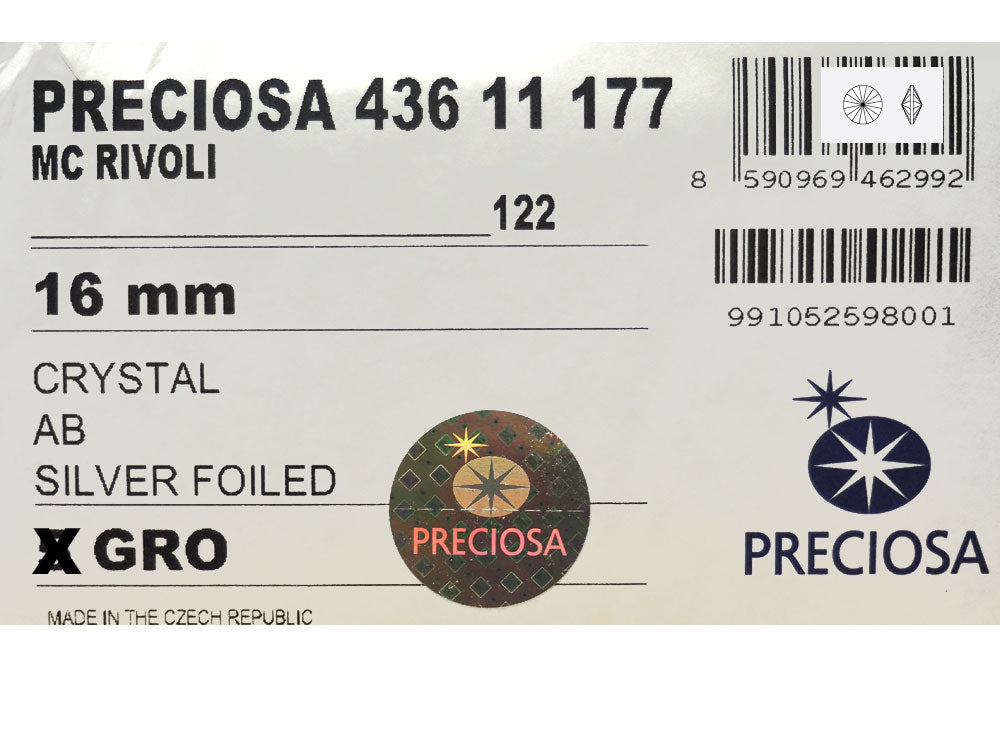 PRECIOSA 436 11 177
MC RIVOLI
122
16 mm
CRYSTAL
AB
SILVER FOILED
X GRO
MADE IN THE CZECH REPUBLIC
8 590969 462992
991052598001
PRECIOSA
PRECIOSA